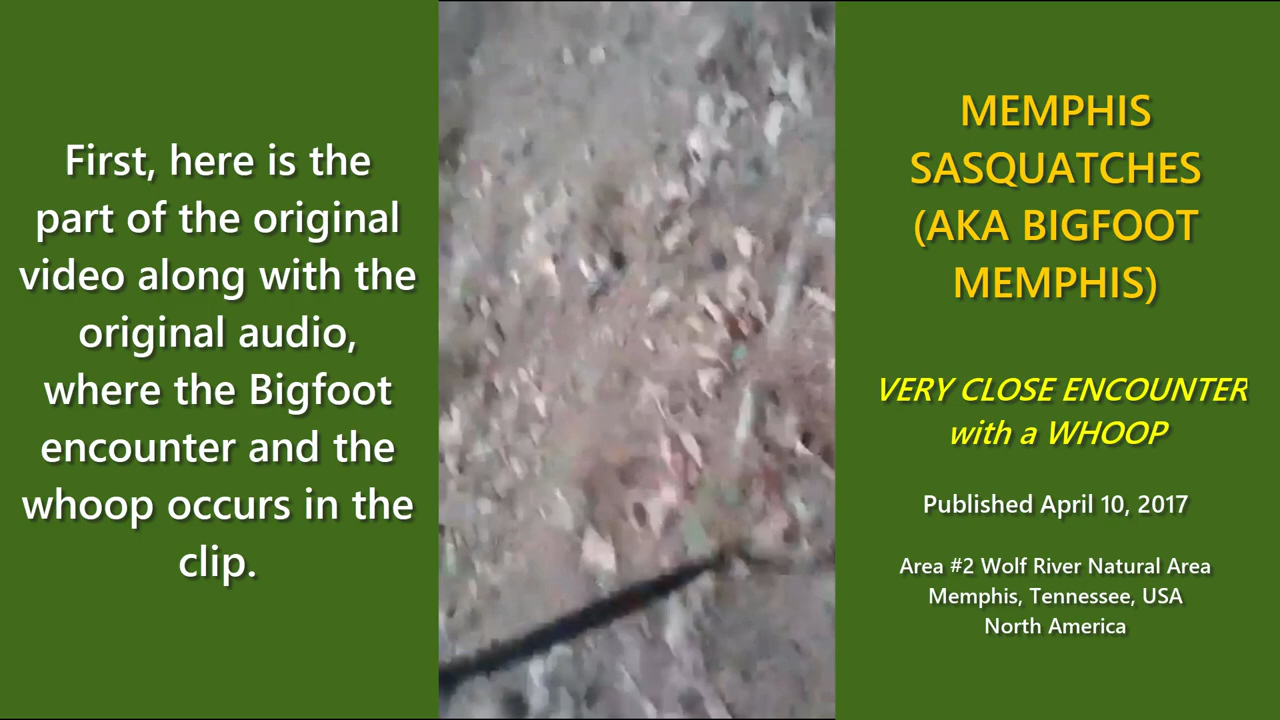 First, here is the
part of the original
video along with the
original audio,
where the Bigfoot
encounter and the
whoop occurs in the
clip.
MEMPHIS
SASQUATCHES
(AKA BIGFOOT
MEMPHIS)
VERY CLOSE ENCOUNTER
with a WHOOP
Published April 10, 2017
Area #2 Wolf River Natural Area
Memphis, Tennessee, USA
North America